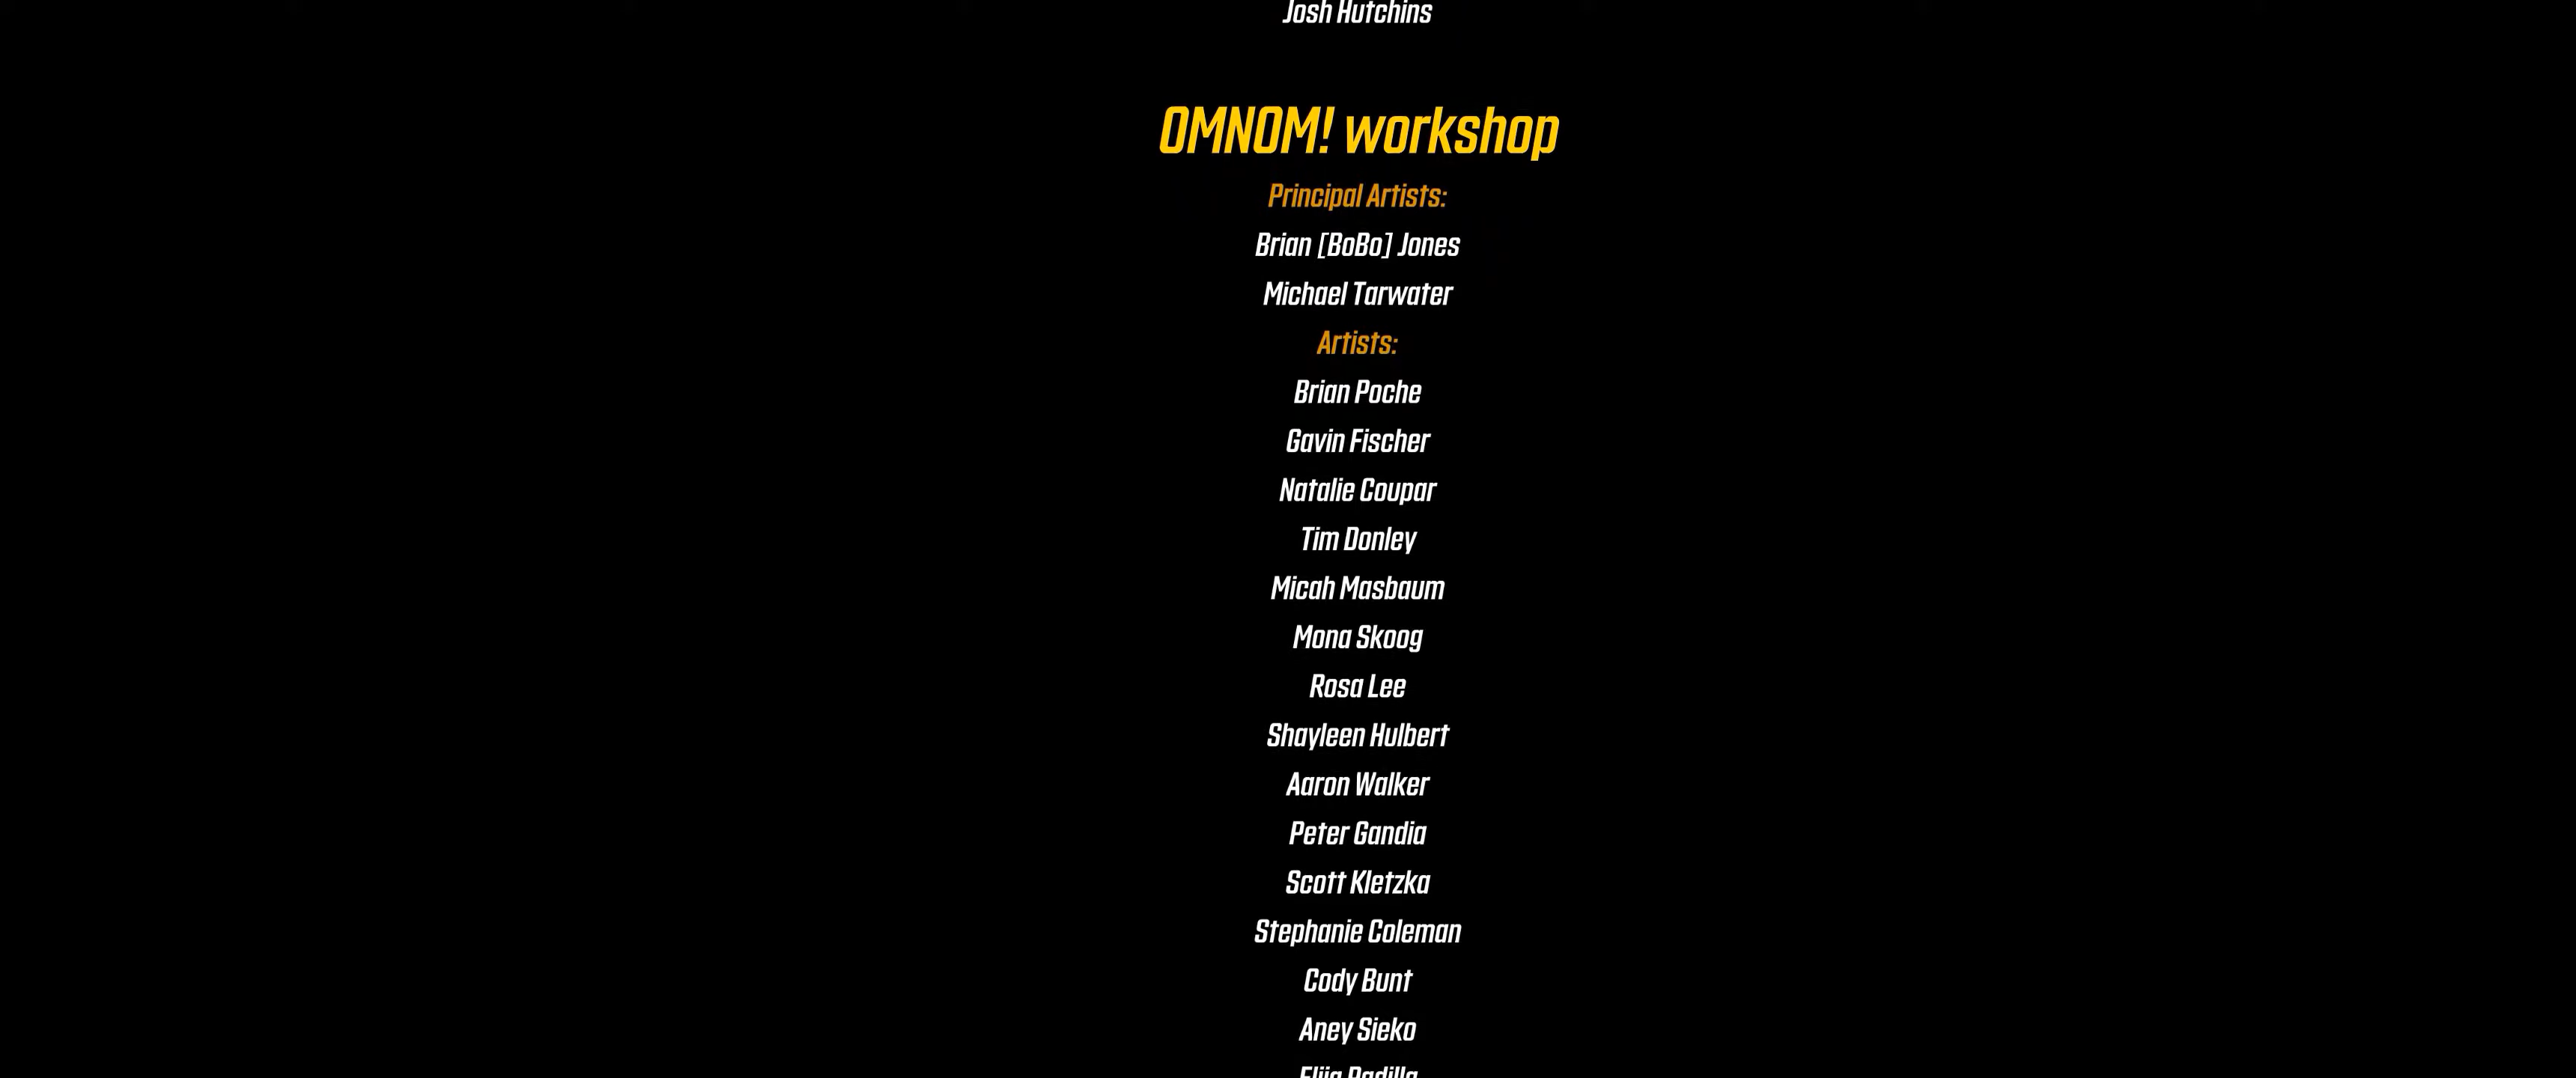 Josh Hutchins
OMNOM! workshop
Principal Artists:
Brian [BoBo] Jones
Michael Tarwater
Artists:
Brian Poche
Gavin Fischer
Natalie Coupar
Tim Donley
Micah Masbaum
Mona Skoog
Rosa Lee
Shayleen Hulbert
Aaron Walker
Peter Gandia
Scott Kletzka
Stephanie Coleman
Cody Bunt
Aney Sieko
Padilla